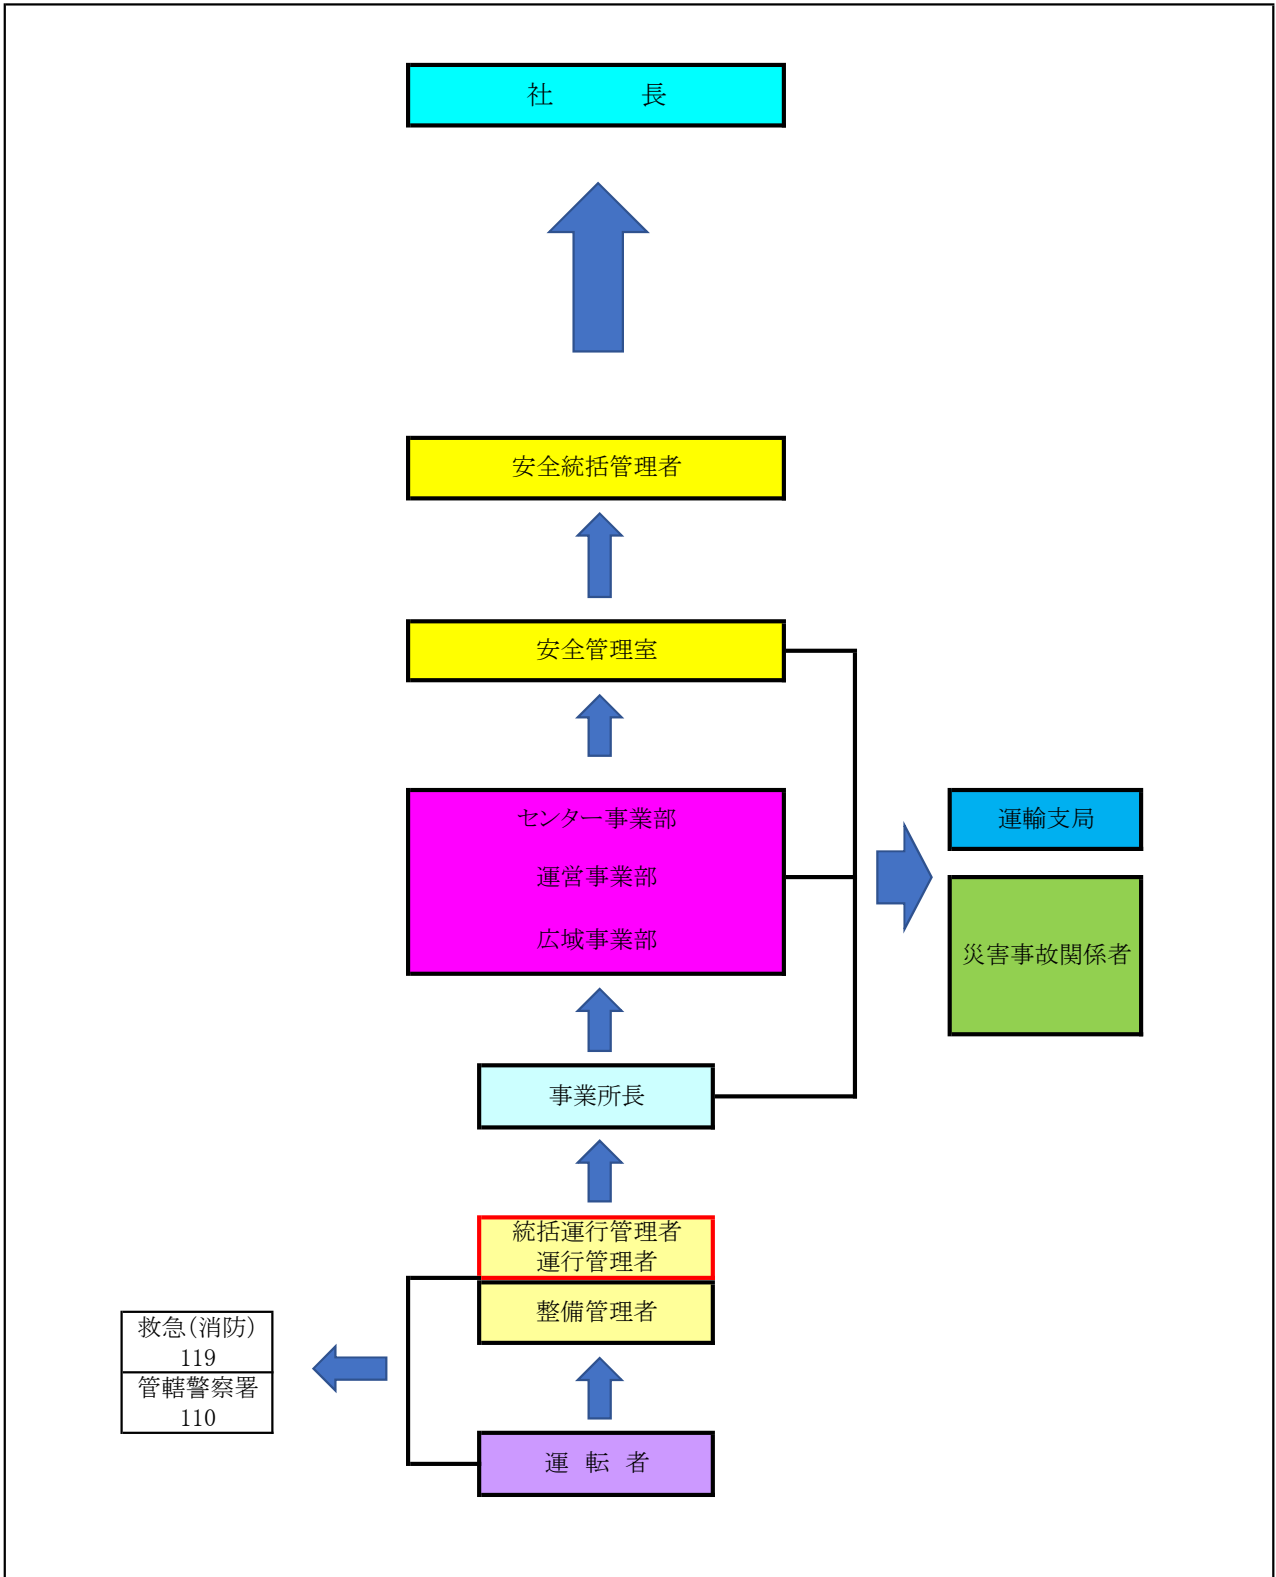 社　　　長
安全統括管理者
安全管理室
センター事業部
運営事業部
広域事業部
運輸支局
災害事故関係者
事業所長
統括運行管理者
運行管理者
整備管理者
救急(消防)
119
管轄警察署
110
運　転　者